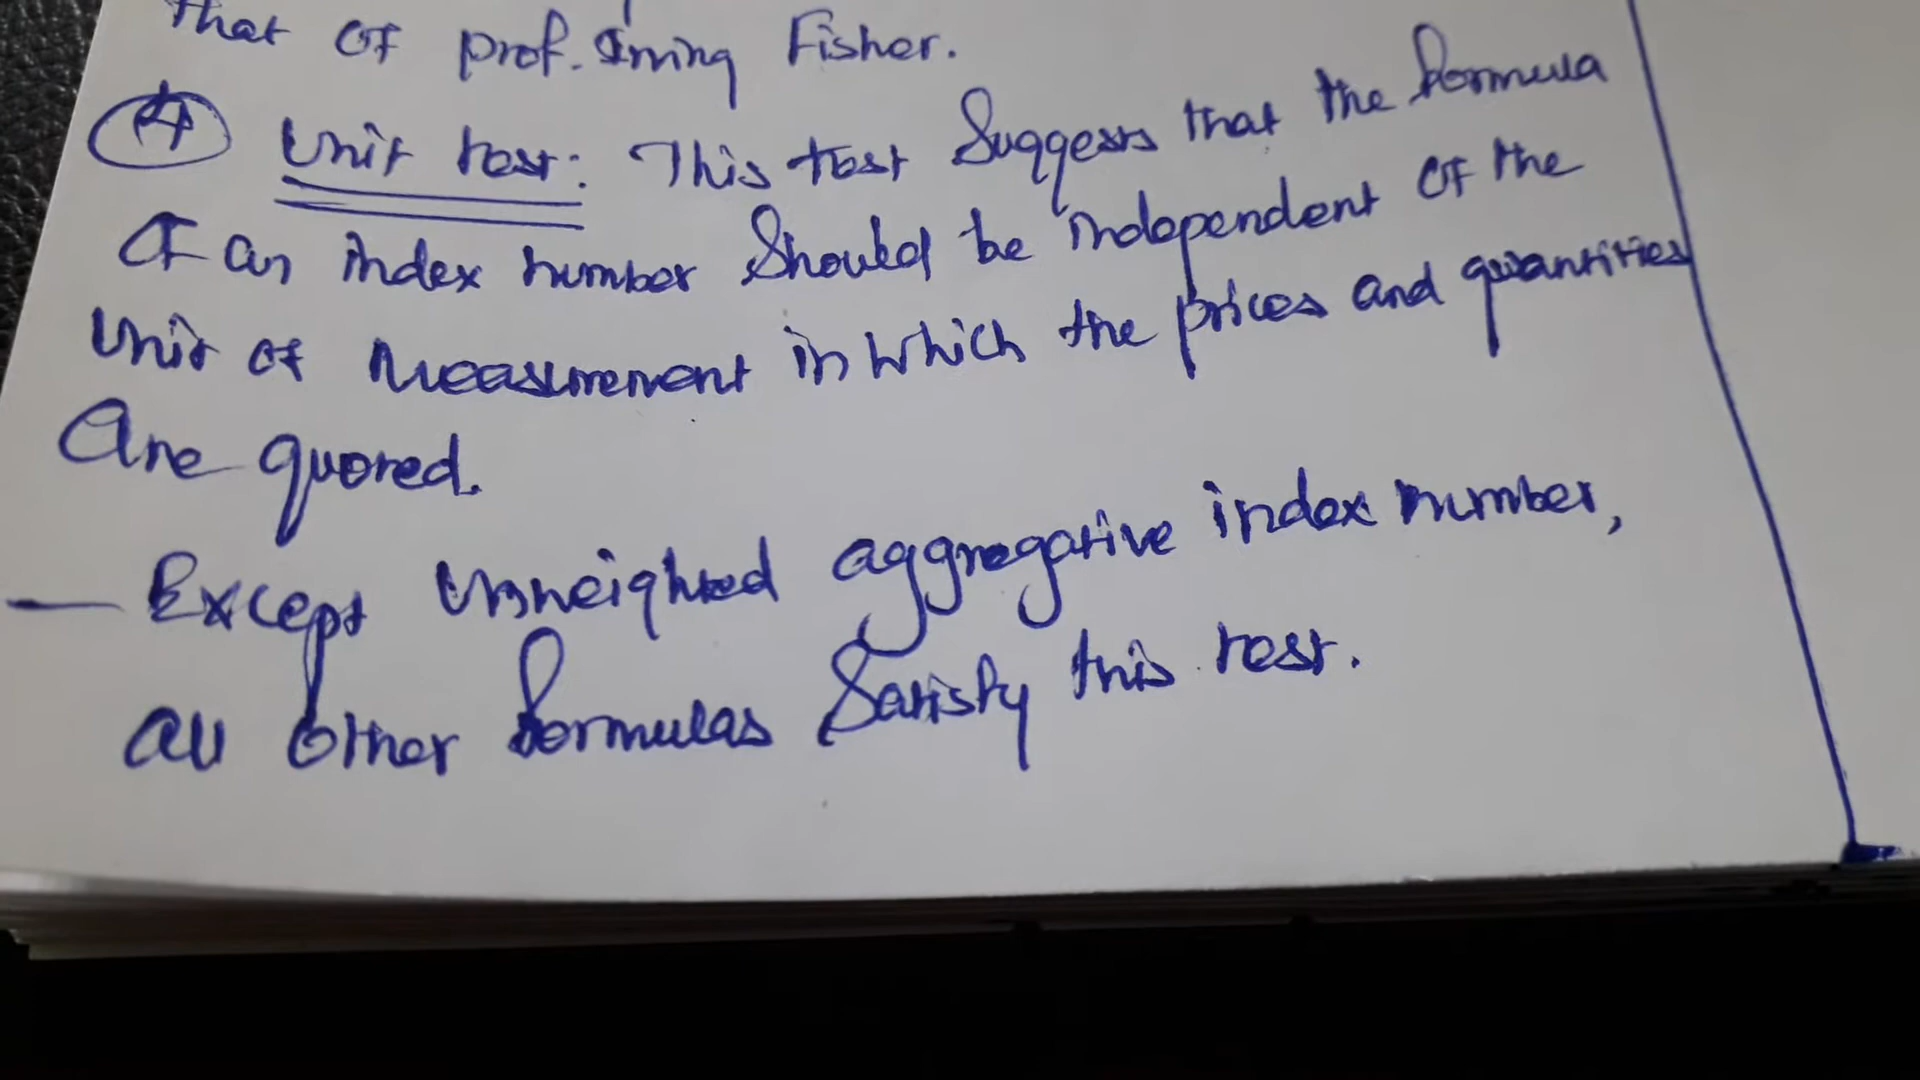 that of prof. Irving Fisher.
④ Unit test: This test Suggests that the formula
of an index number Should be independent of the
Unit of Measurement in which the prices and quantities
Are quoted.
— Except Unweighted aggregative index number,
all other formulas Satisfy this test.